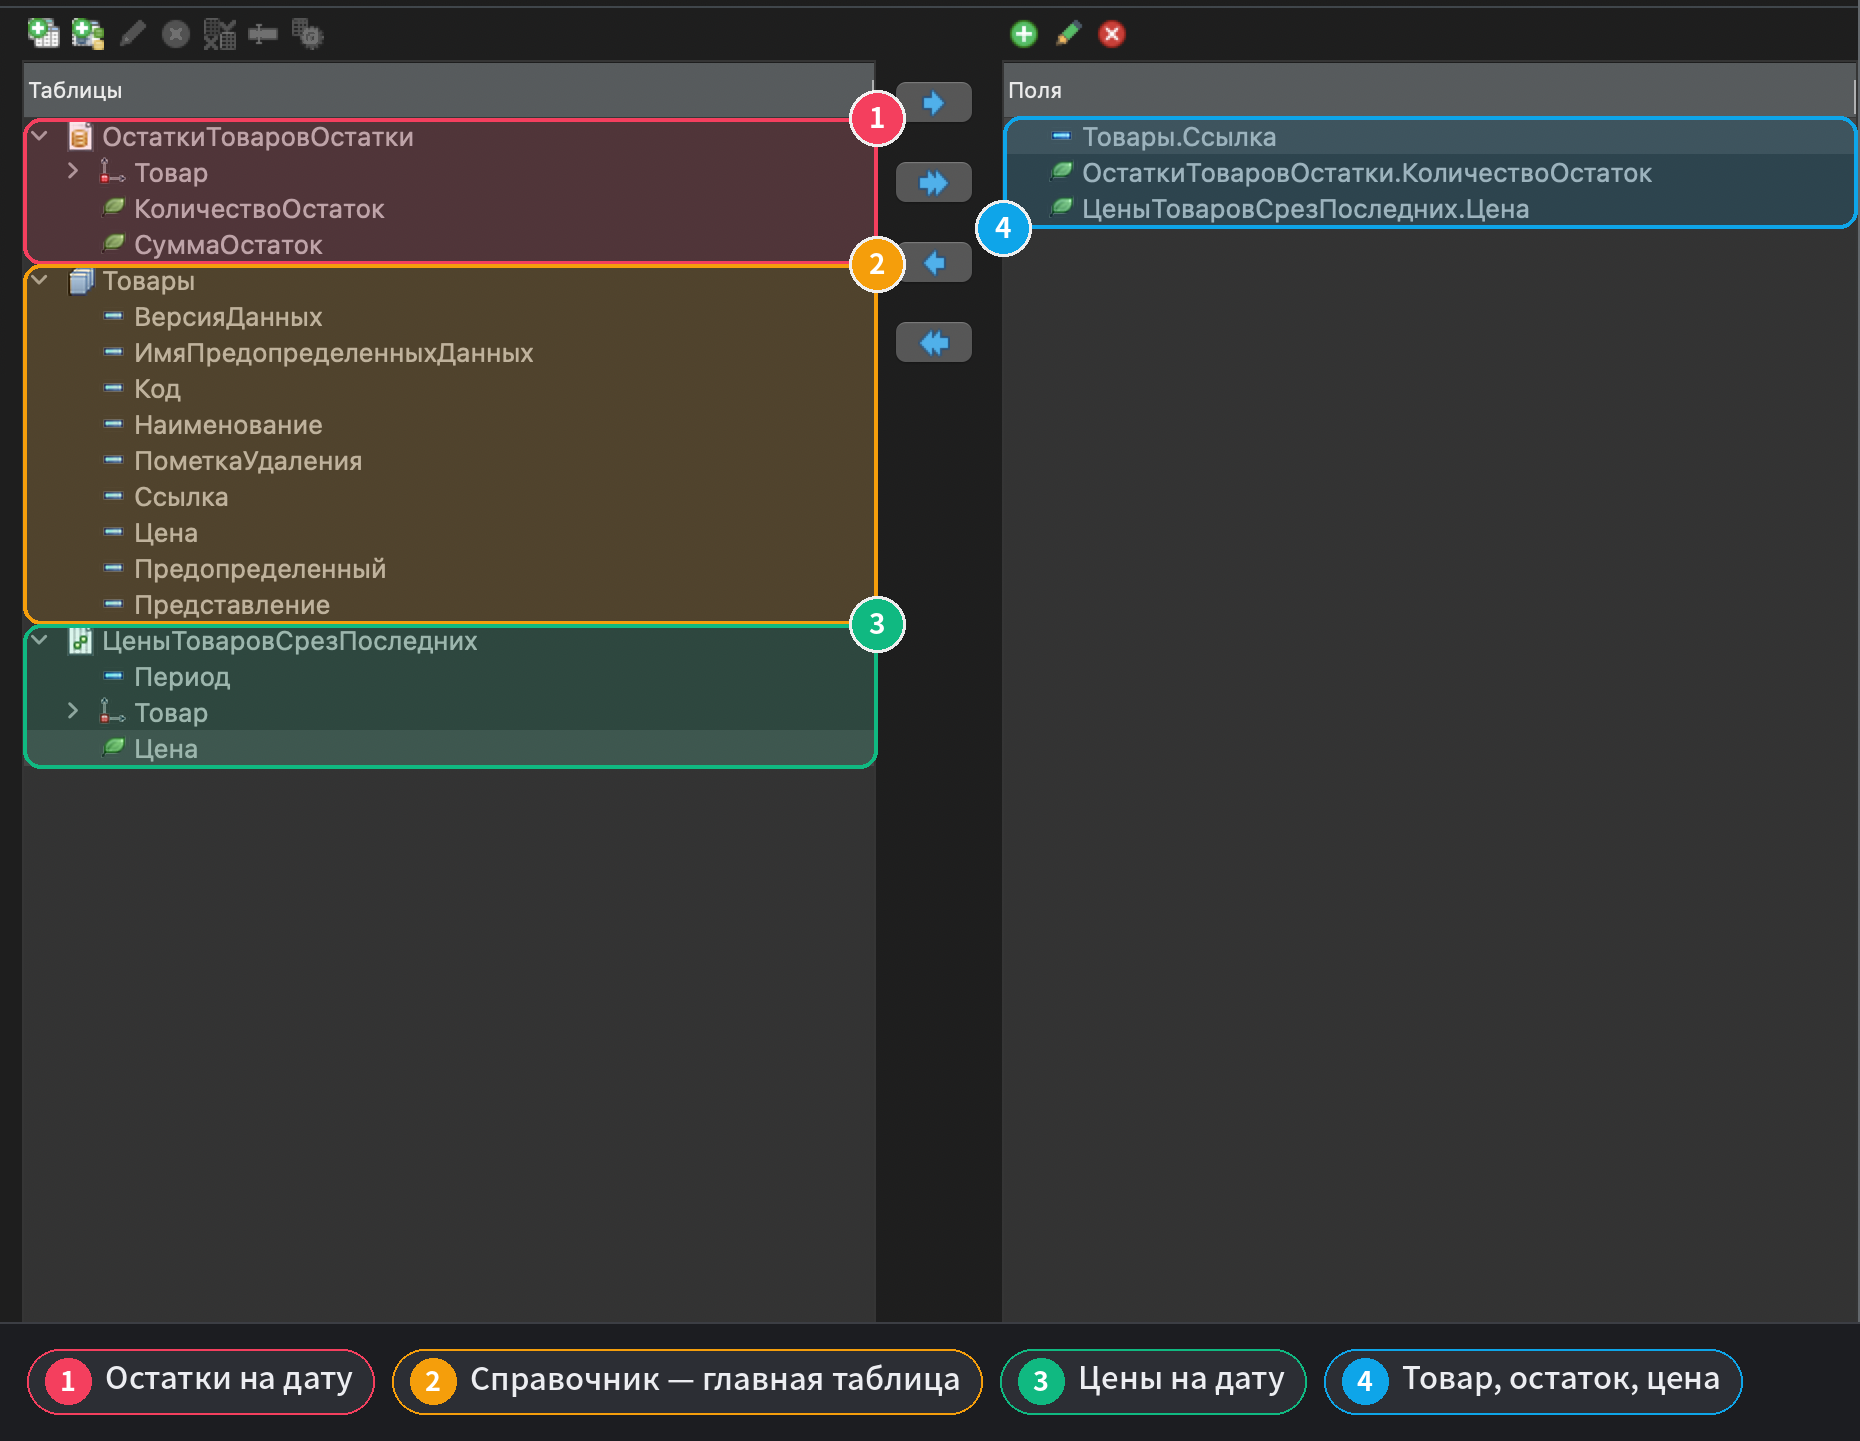 Таблицы
ОстаткиТоваровОстатки
Товар
КоличествоОстаток
СуммаОстаток
1
Товары
2
ВерсияДанных
ИмяПредопределенныхДанных
Код
Наименование
ПометкаУдаления
Ссылка
Цена
Предопределенный
Представление
ЦеныТоваровСрезПоследних
3
Период
Товар
Цена
Поля
Товары.Ссылка
ОстаткиТоваровОстатки.КоличествоОстаток
ЦеныТоваровСрезПоследних.Цена
4
1 Остатки на дату
2 Справочник — главная таблица
3 Цены на дату
4 Товар, остаток, цена